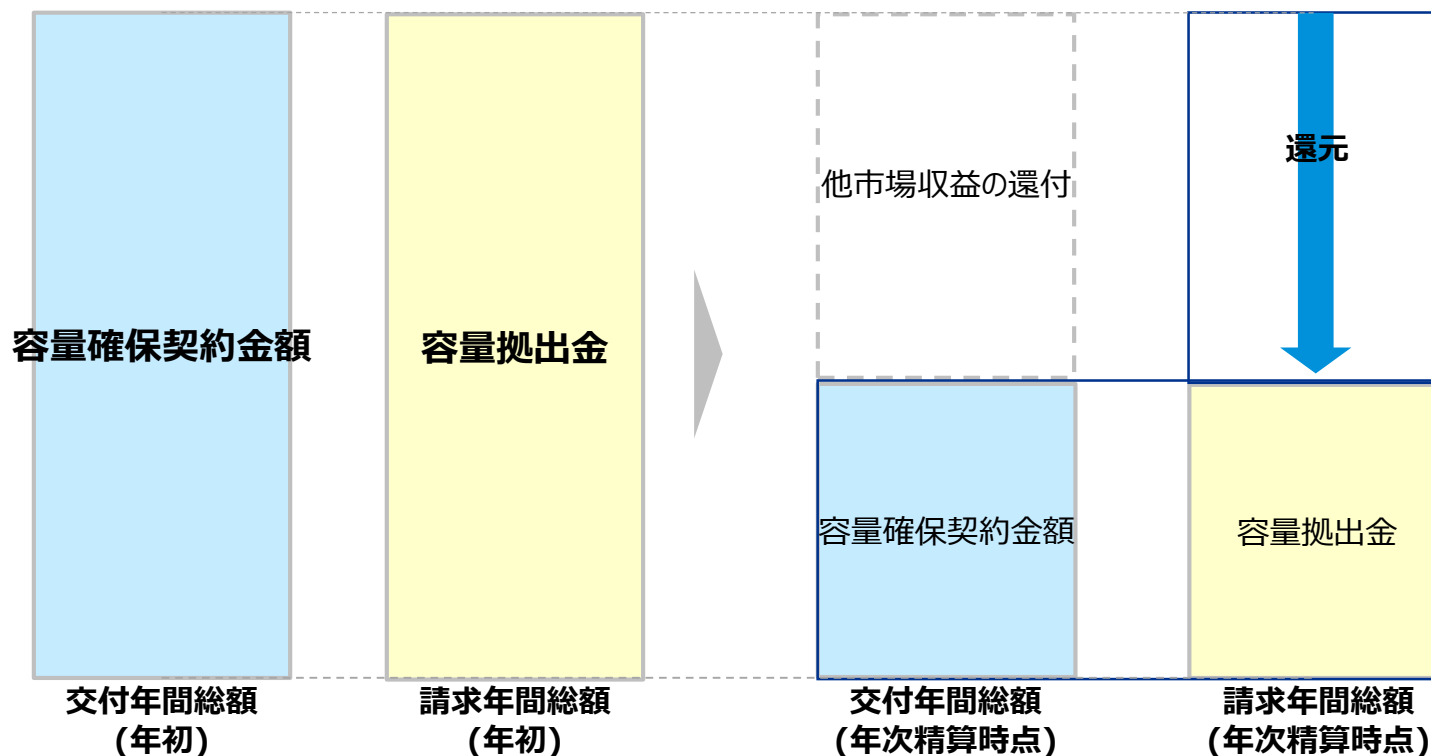 還元
他市場収益の還付
容量確保契約金額
容量拠出金
容量確保契約金額
容量拠出金
交付年間総額
(年初)
請求年間総額
(年初)
交付年間総額
(年次精算時点)
請求年間総額
(年次精算時点)